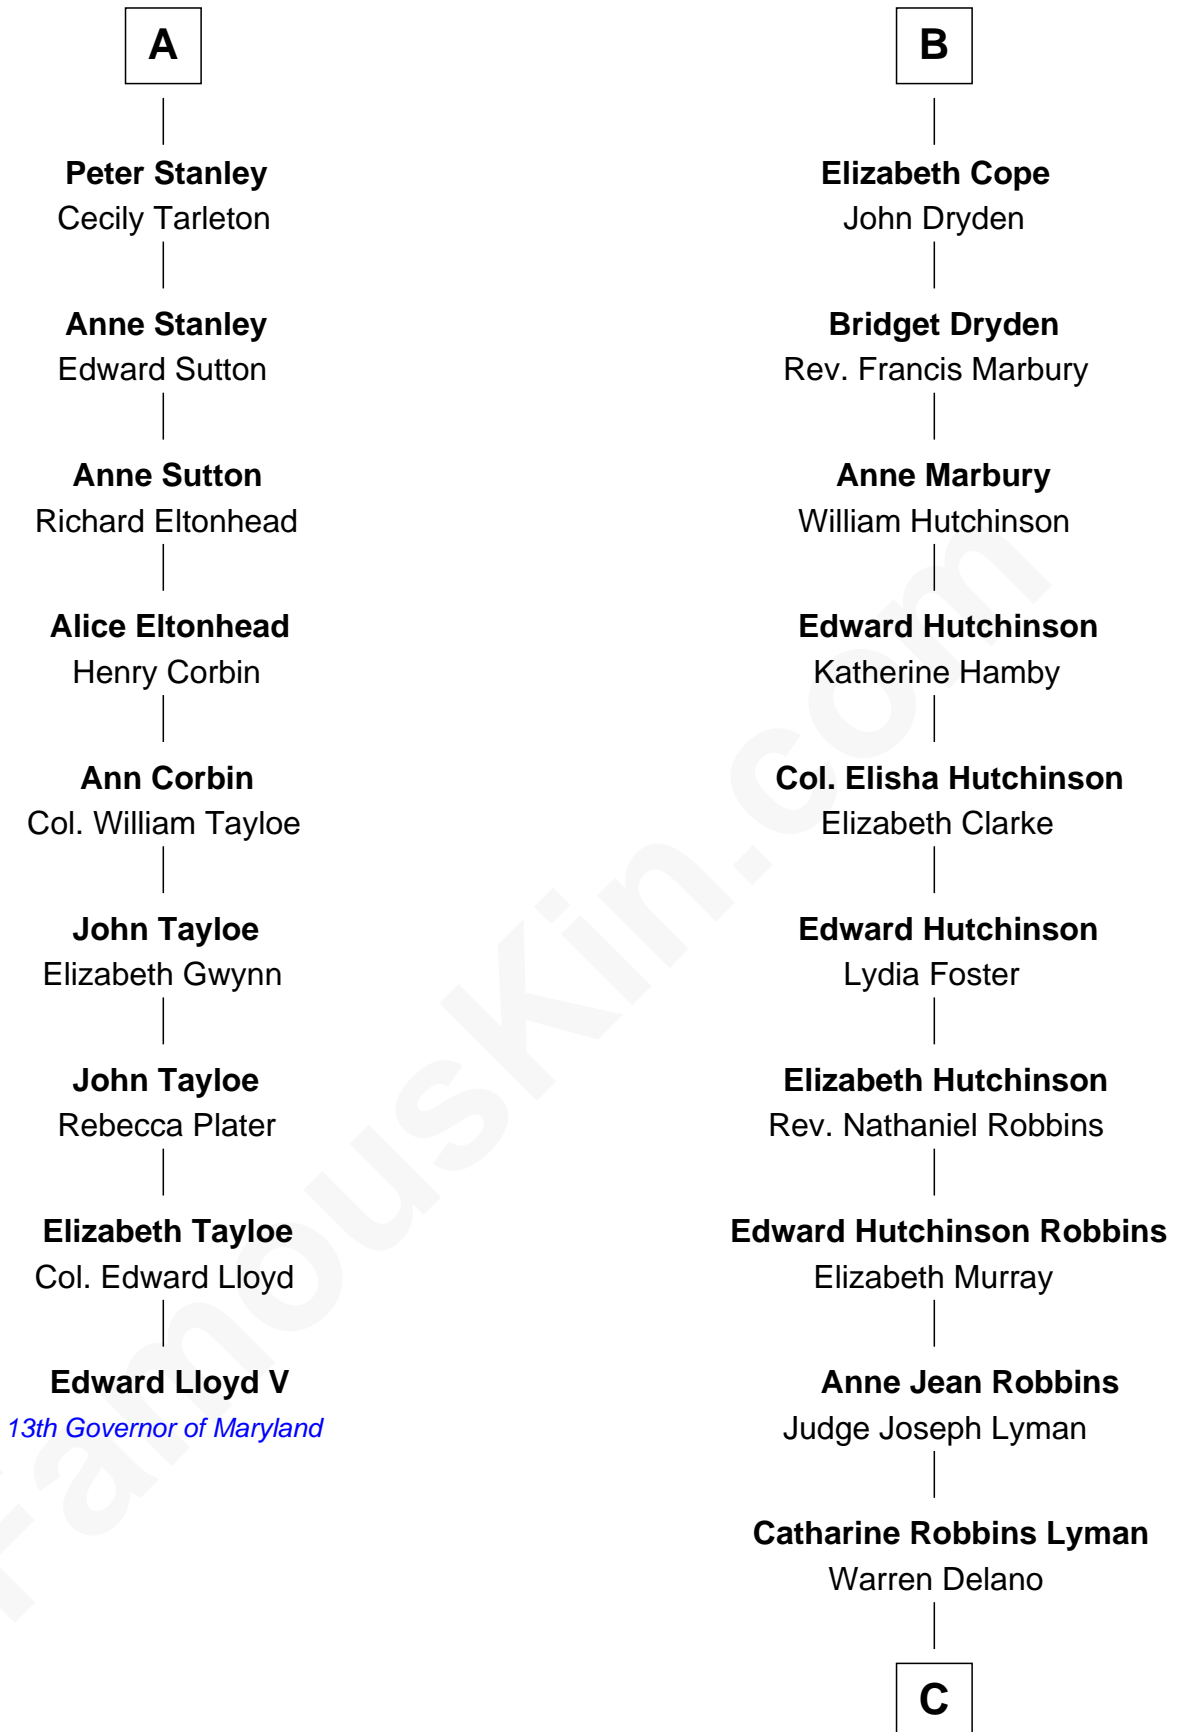 A
Peter Stanley
Cecily Tarleton
Anne Stanley
Edward Sutton
Anne Sutton
Richard Eltonhead
Alice Eltonhead
Henry Corbin
Ann Corbin
Col. William Tayloe
John Tayloe
Elizabeth Gwynn
John Tayloe
Rebecca Plater
Elizabeth Tayloe
Col. Edward Lloyd
Edward Lloyd V
13th Governor of Maryland
B
Elizabeth Cope
John Dryden
Bridget Dryden
Rev. Francis Marbury
Anne Marbury
William Hutchinson
Edward Hutchinson
Katherine Hamby
Col. Elisha Hutchinson
Elizabeth Clarke
Edward Hutchinson
Lydia Foster
Elizabeth Hutchinson
Rev. Nathaniel Robbins
Edward Hutchinson Robbins
Elizabeth Murray
Anne Jean Robbins
Judge Joseph Lyman
Catharine Robbins Lyman
Warren Delano
C
FamousKin.com